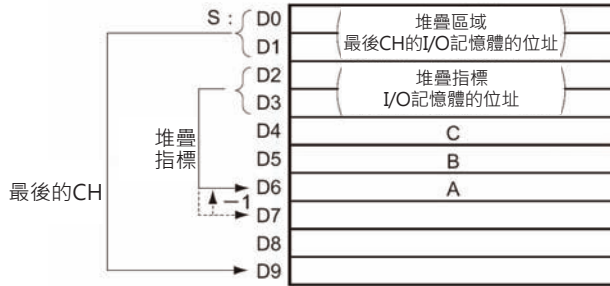 S : D0
堆疊區域
最後CH的I/O記憶體的位址
D1
D2
堆疊指標
I/O記憶體的位址
D3
D4
C
堆疊
指標
D5
B
最後的CH
D6
A
−1
D7
D8
D9